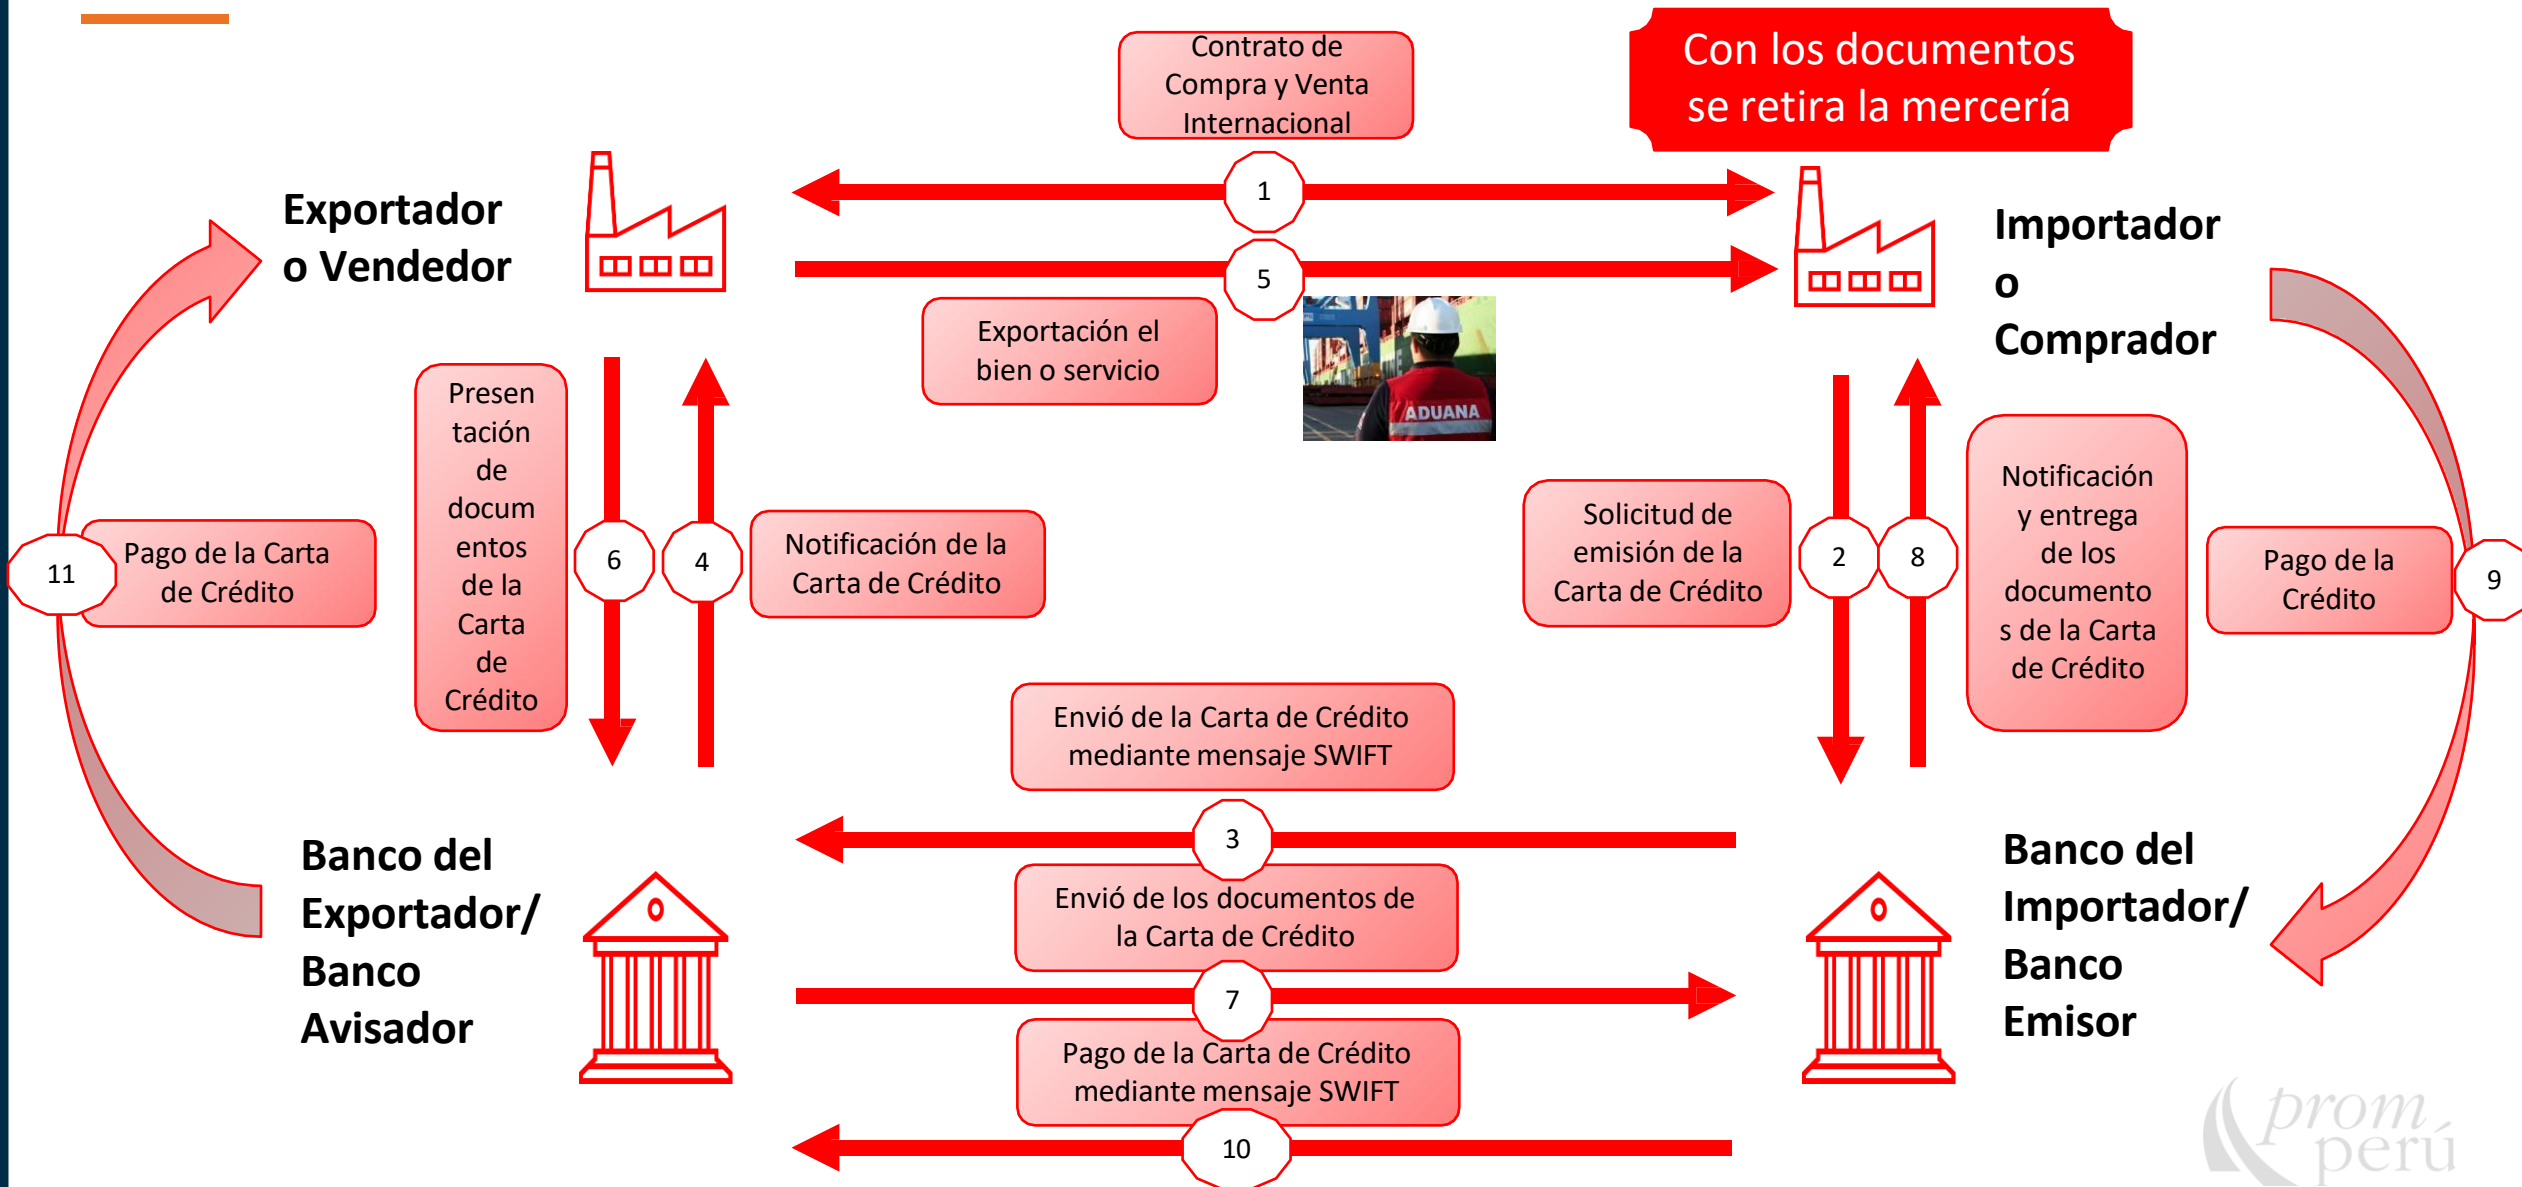 Contrato de
Compra y Venta
Internacional
Con los documentos
se retira la mercería
1
Exportador
o Vendedor
Importador
o
Comprador
5
Exportación el
bien o servicio
ADUANA
Presen
tación
de
docum
entos
de la
Carta
de
Crédito
6
4
Notificación de la
Carta de Crédito
11
Pago de la Carta
de Crédito
Solicitud de
emisión de la
Carta de Crédito
2
8
Notificación
y entrega
de los
documento
s de la Carta
de Crédito
Pago de la
Crédito
9
Envió de la Carta de Crédito
mediante mensaje SWIFT
3
Envió de los documentos de
la Carta de Crédito
7
Pago de la Carta de Crédito
mediante mensaje SWIFT
10
Banco del
Exportador/
Banco
Avisador
Banco del
Importador/
Banco
Emisor
prom
perú